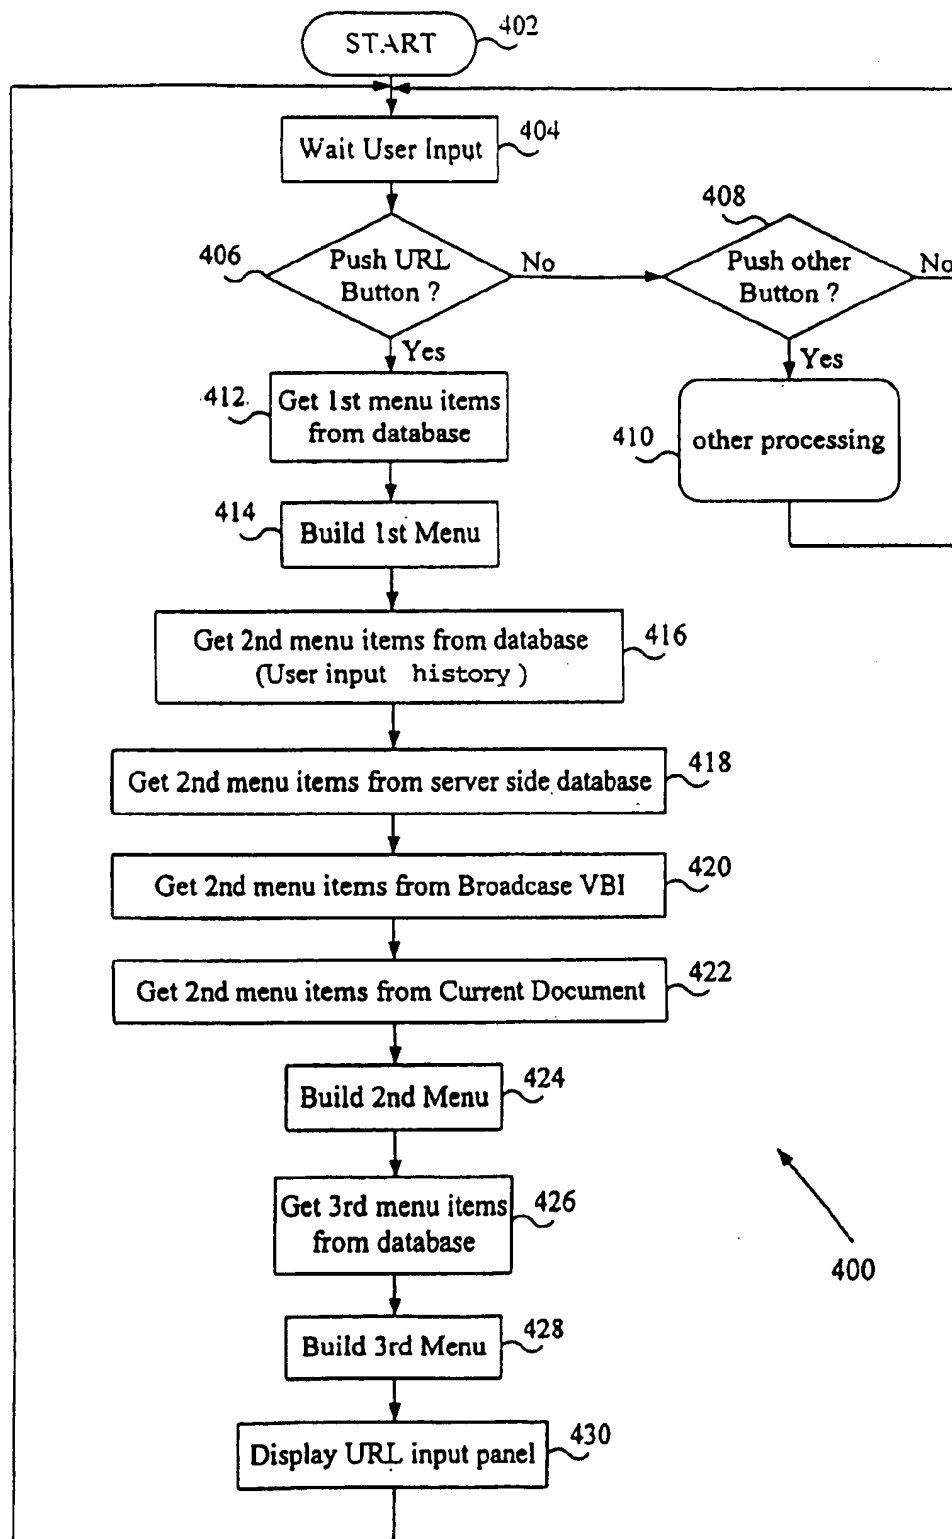 START
402
Wait User Input
404
406
Push URL
Button ?
No
408
Push other
Button ?
No
Yes
Yes
412
Get 1st menu items
from database
410
other processing
414
Build 1st Menu
Get 2nd menu items from database
(User input history)
416
Get 2nd menu items from server side database
418
Get 2nd menu items from Broadcase VBI
420
Get 2nd menu items from Current Document
422
Build 2nd Menu
424
Get 3rd menu items
from database
426
400
Build 3rd Menu
428
Display URL input panel
430